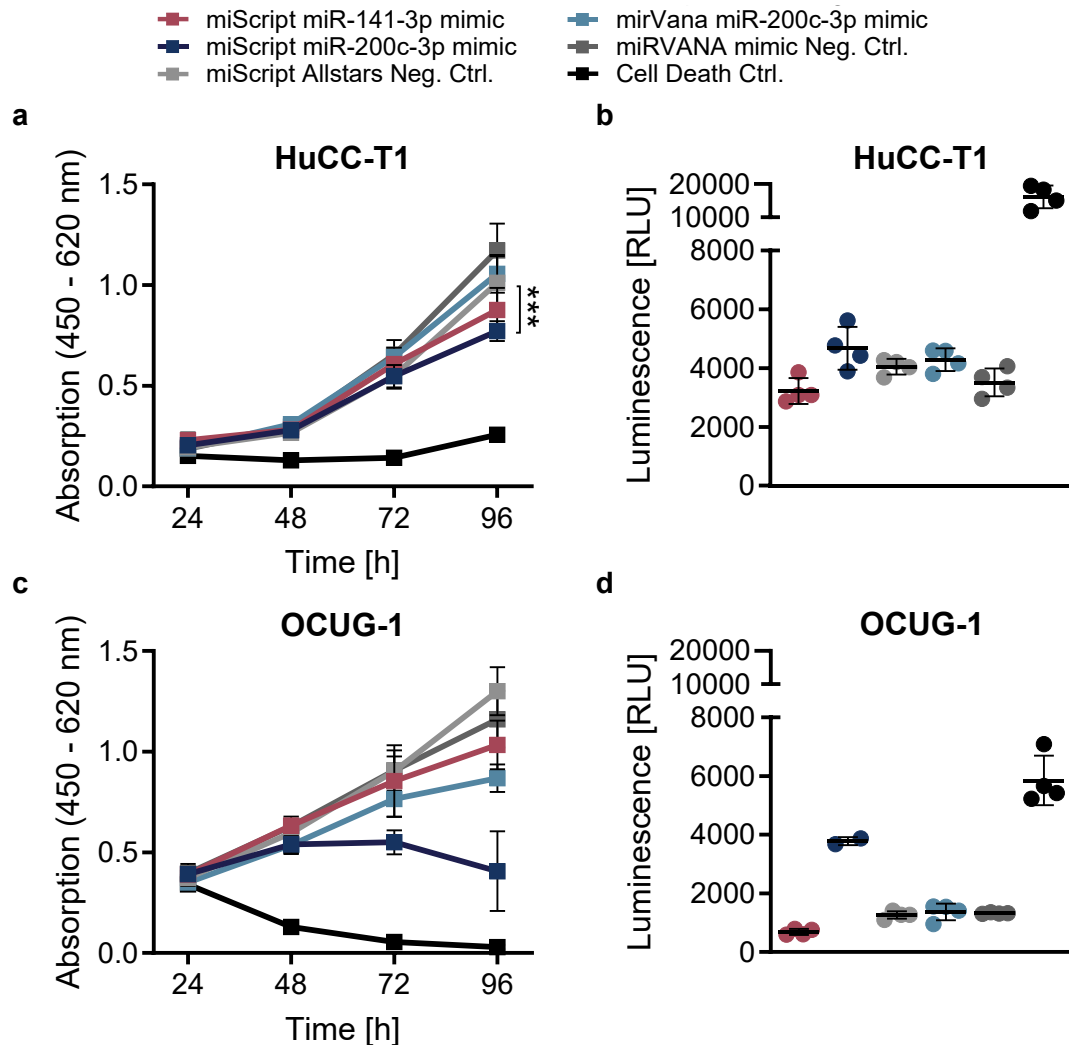 miScript miR-141-3p mimic
miScript miR-200c-3p mimic
miScript Allstars Neg. Ctrl.
mirVana miR-200c-3p mimic
miRVANA mimic Neg. Ctrl.
Cell Death Ctrl.
a
HuCC-T1
Absorption (450 - 620 nm)
1.5
1.0
0.5
0.0
24 48 72 96
Time [h]
***
b
HuCC-T1
Luminescence [RLU]
20000
10000
8000
6000
4000
2000
0
c
OCUG-1
Absorption (450 - 620 nm)
1.5
1.0
0.5
0.0
24 48 72 96
Time [h]
d
OCUG-1
Luminescence [RLU]
20000
10000
8000
6000
4000
2000
0